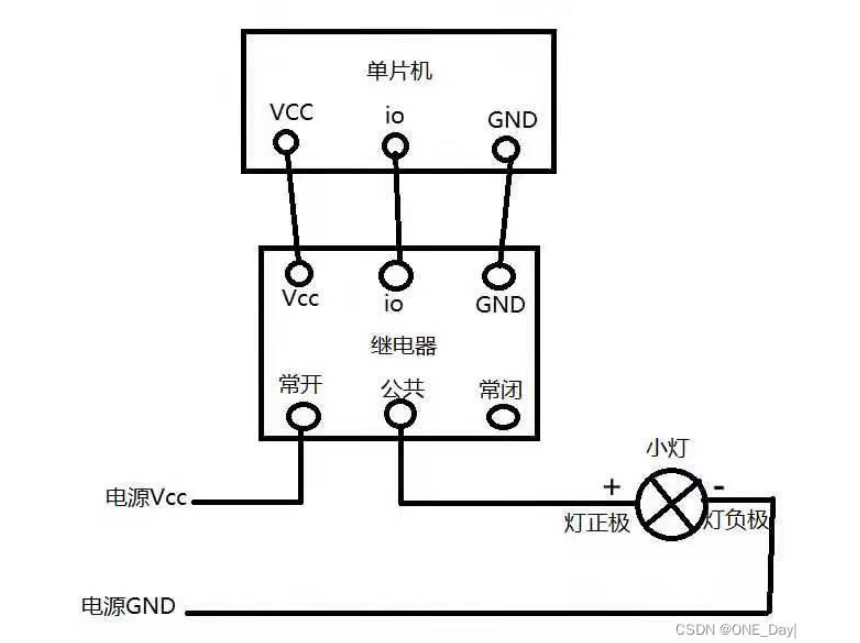 单片机
VCC
io
GND
Vcc
io
GND
继电器
常开
公共
常闭
小灯
+
-
电源Vcc
灯正极
灯负极
电源GND
CSDN @ONE_Day|